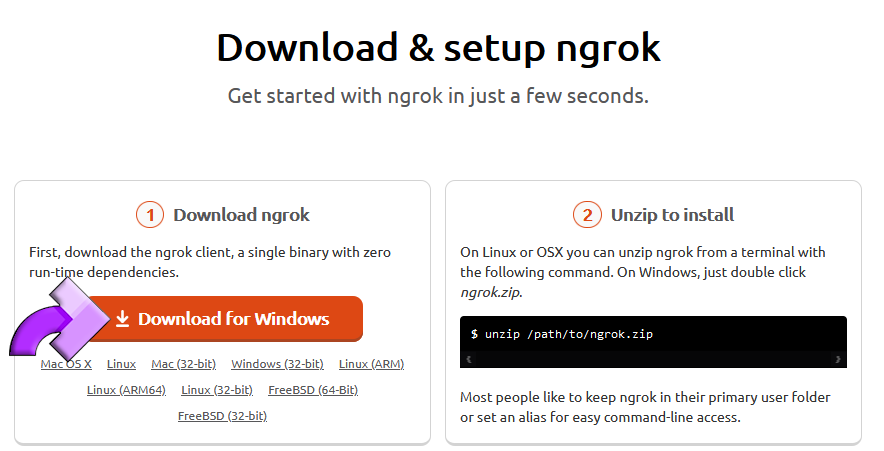 Download & setup ngrok
Get started with ngrok in just a few seconds.
1 Download ngrok
First, download the ngrok client, a single binary with zero
run-time dependencies.
Download for Windows
Mac OS X Linux Mac (32-bit) Windows (32-bit) Linux (ARM)
Linux (ARM64) Linux (32-bit) FreeBSD (64-Bit)
FreeBSD (32-bit)
2 Unzip to install
On Linux or OSX you can unzip ngrok from a terminal with
the following command. On Windows, just double click
ngrok.zip.
$ unzip /path/to/ngrok.zip
Most people like to keep ngrok in their primary user folder
or set an alias for easy command-line access.